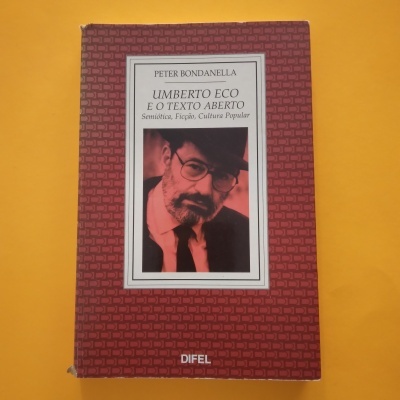 PETER BONDANELLA
UMBERTO ECO
E O TEXTO ABERTO
Semiótica, Ficção, Cultura Popular
DIFEL